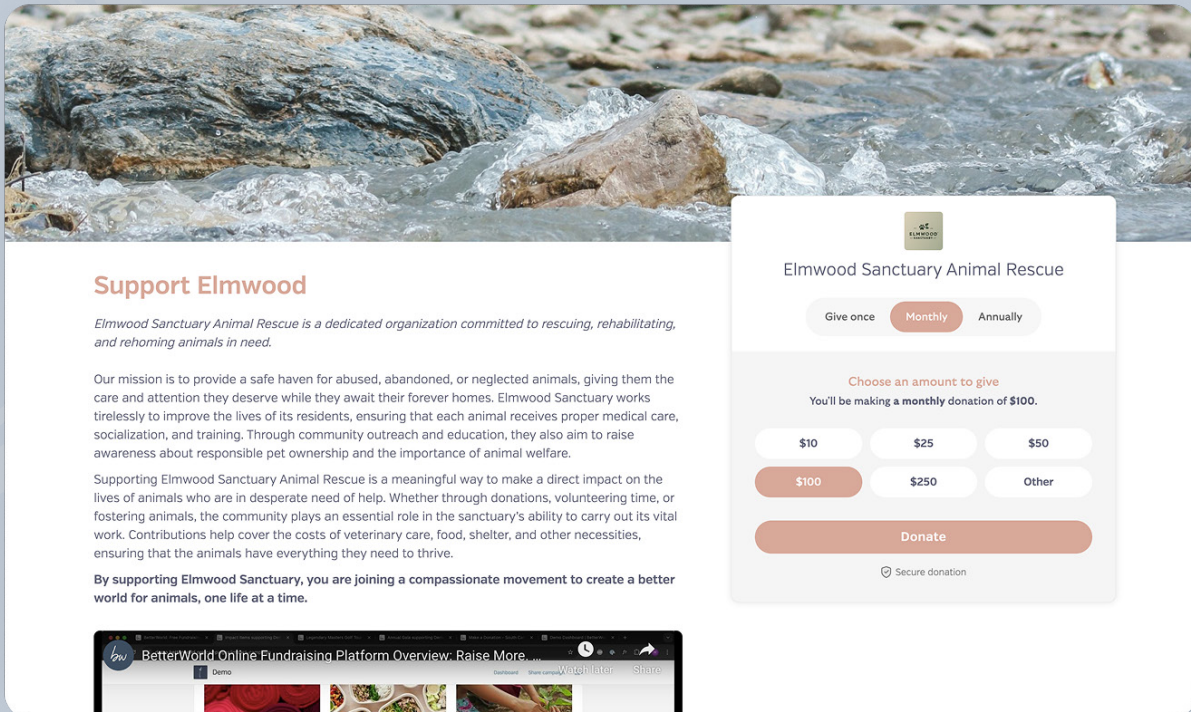 Support Elmwood
Elmwood Sanctuary Animal Rescue is a dedicated organization committed to rescuing, rehabilitating,
and rehoming animals in need.
Our mission is to provide a safe haven for abused, abandoned, or neglected animals, giving them the
care and attention they deserve while they await their forever homes. Elmwood Sanctuary works
tirelessly to improve the lives of its residents, ensuring that each animal receives proper medical care,
socialization, and training. Through community outreach and education, they also aim to raise
awareness about responsible pet ownership and the importance of animal welfare.
Supporting Elmwood Sanctuary Animal Rescue is a meaningful way to make a direct impact on the
lives of animals who are in desperate need of help. Whether through donations, volunteering time, or
fostering animals, the community plays an essential role in the sanctuary's ability to carry out its vital
work. Contributions help cover the costs of veterinary care, food, shelter, and other necessities,
ensuring that the animals have everything they need to thrive.
By supporting Elmwood Sanctuary, you are joining a compassionate movement to create a better
world for animals, one life at a time.
bw
BetterWorld Online Fundraising Platform Overview: Raise More. ...
Watch later
Share
Demo
Dashboard
ELMWOOD
Elmwood Sanctuary Animal Rescue
Give once Monthly Annually
Choose an amount to give
You'll be making a monthly donation of $100.
$10 $25 $50
$100 $250 Other
Donate
Secure donation